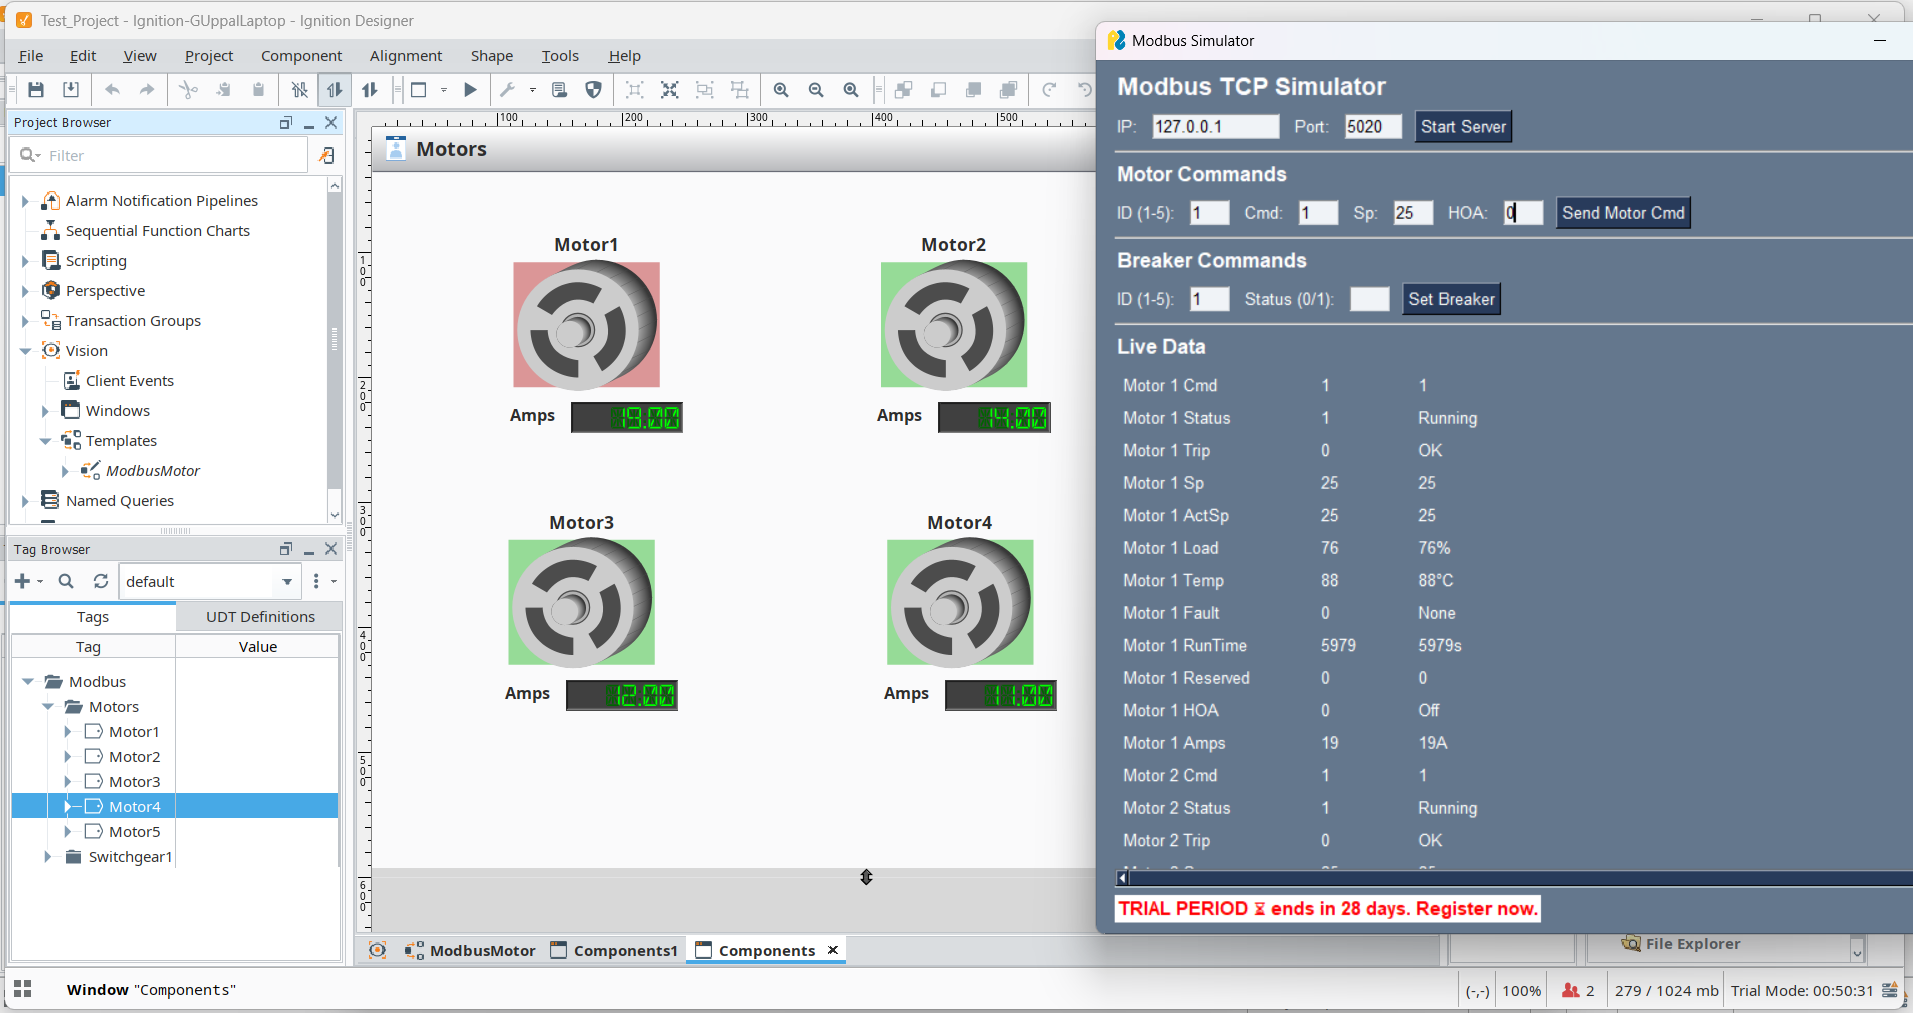 Test_Project - Ignition-GUppalLaptop - Ignition Designer
File Edit View Project Component Alignment Shape Tools Help
Project Browser
Filter
Alarm Notification Pipelines
Sequential Function Charts
Scripting
Perspective
Transaction Groups
Vision
Client Events
Windows
Templates
ModbusMotor
Named Queries
Tag Browser
default
Tags UDT Definitions
Tag Value
Modbus
Motors
Motor1
Motor2
Motor3
Motor4
Motor5
Switchgear1
100 200 300 400 500
100
200
300
400
500
600
Motors
Motor1 Motor2
Amps 19.00 Amps 14.00
Motor3 Motor4
Amps 12.00 Amps 11.00
ModbusMotor Components1 Components
Window "Components"
Modbus Simulator
Modbus TCP Simulator
IP: 127.0.0.1 Port: 5020 Start Server
Motor Commands
ID (1-5): 1 Cmd: 1 Sp: 25 HOA: 0 Send Motor Cmd
Breaker Commands
ID (1-5): 1 Status (0/1): Set Breaker
Live Data
Motor 1 Cmd 1 1
Motor 1 Status 1 Running
Motor 1 Trip 0 OK
Motor 1 Sp 25 25
Motor 1 ActSp 25 25
Motor 1 Load 76 76%
Motor 1 Temp 88 88°C
Motor 1 Fault 0 None
Motor 1 RunTime 5979 5979s
Motor 1 Reserved 0 0
Motor 1 HOA 0 Off
Motor 1 Amps 19 19A
Motor 2 Cmd 1 1
Motor 2 Status 1 Running
Motor 2 Trip 0 OK
TRIAL PERIOD ⌛ ends in 28 days. Register now.
File Explorer
(-,-) 100% 2 279 / 1024 mb Trial Mode: 00:50:31